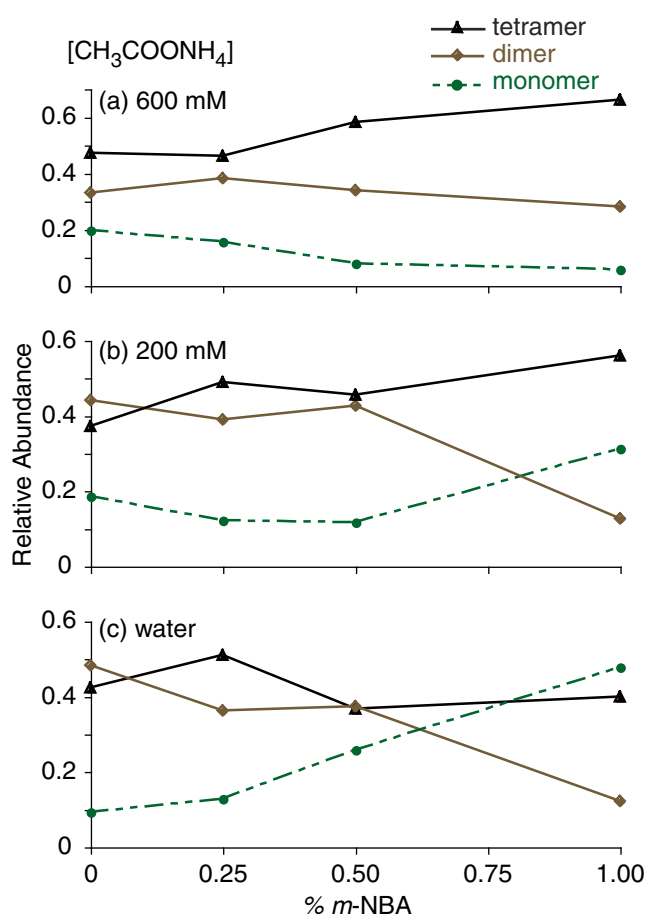 [CH₃COONH₄]
tetramer
dimer
monomer
(a) 600 mM
0.6
0.4
0.2
0
(b) 200 mM
0.6
0.4
0.2
0
Relative Abundance
(c) water
0.6
0.4
0.2
0
0 0.25 0.50 0.75 1.00
% m-NBA